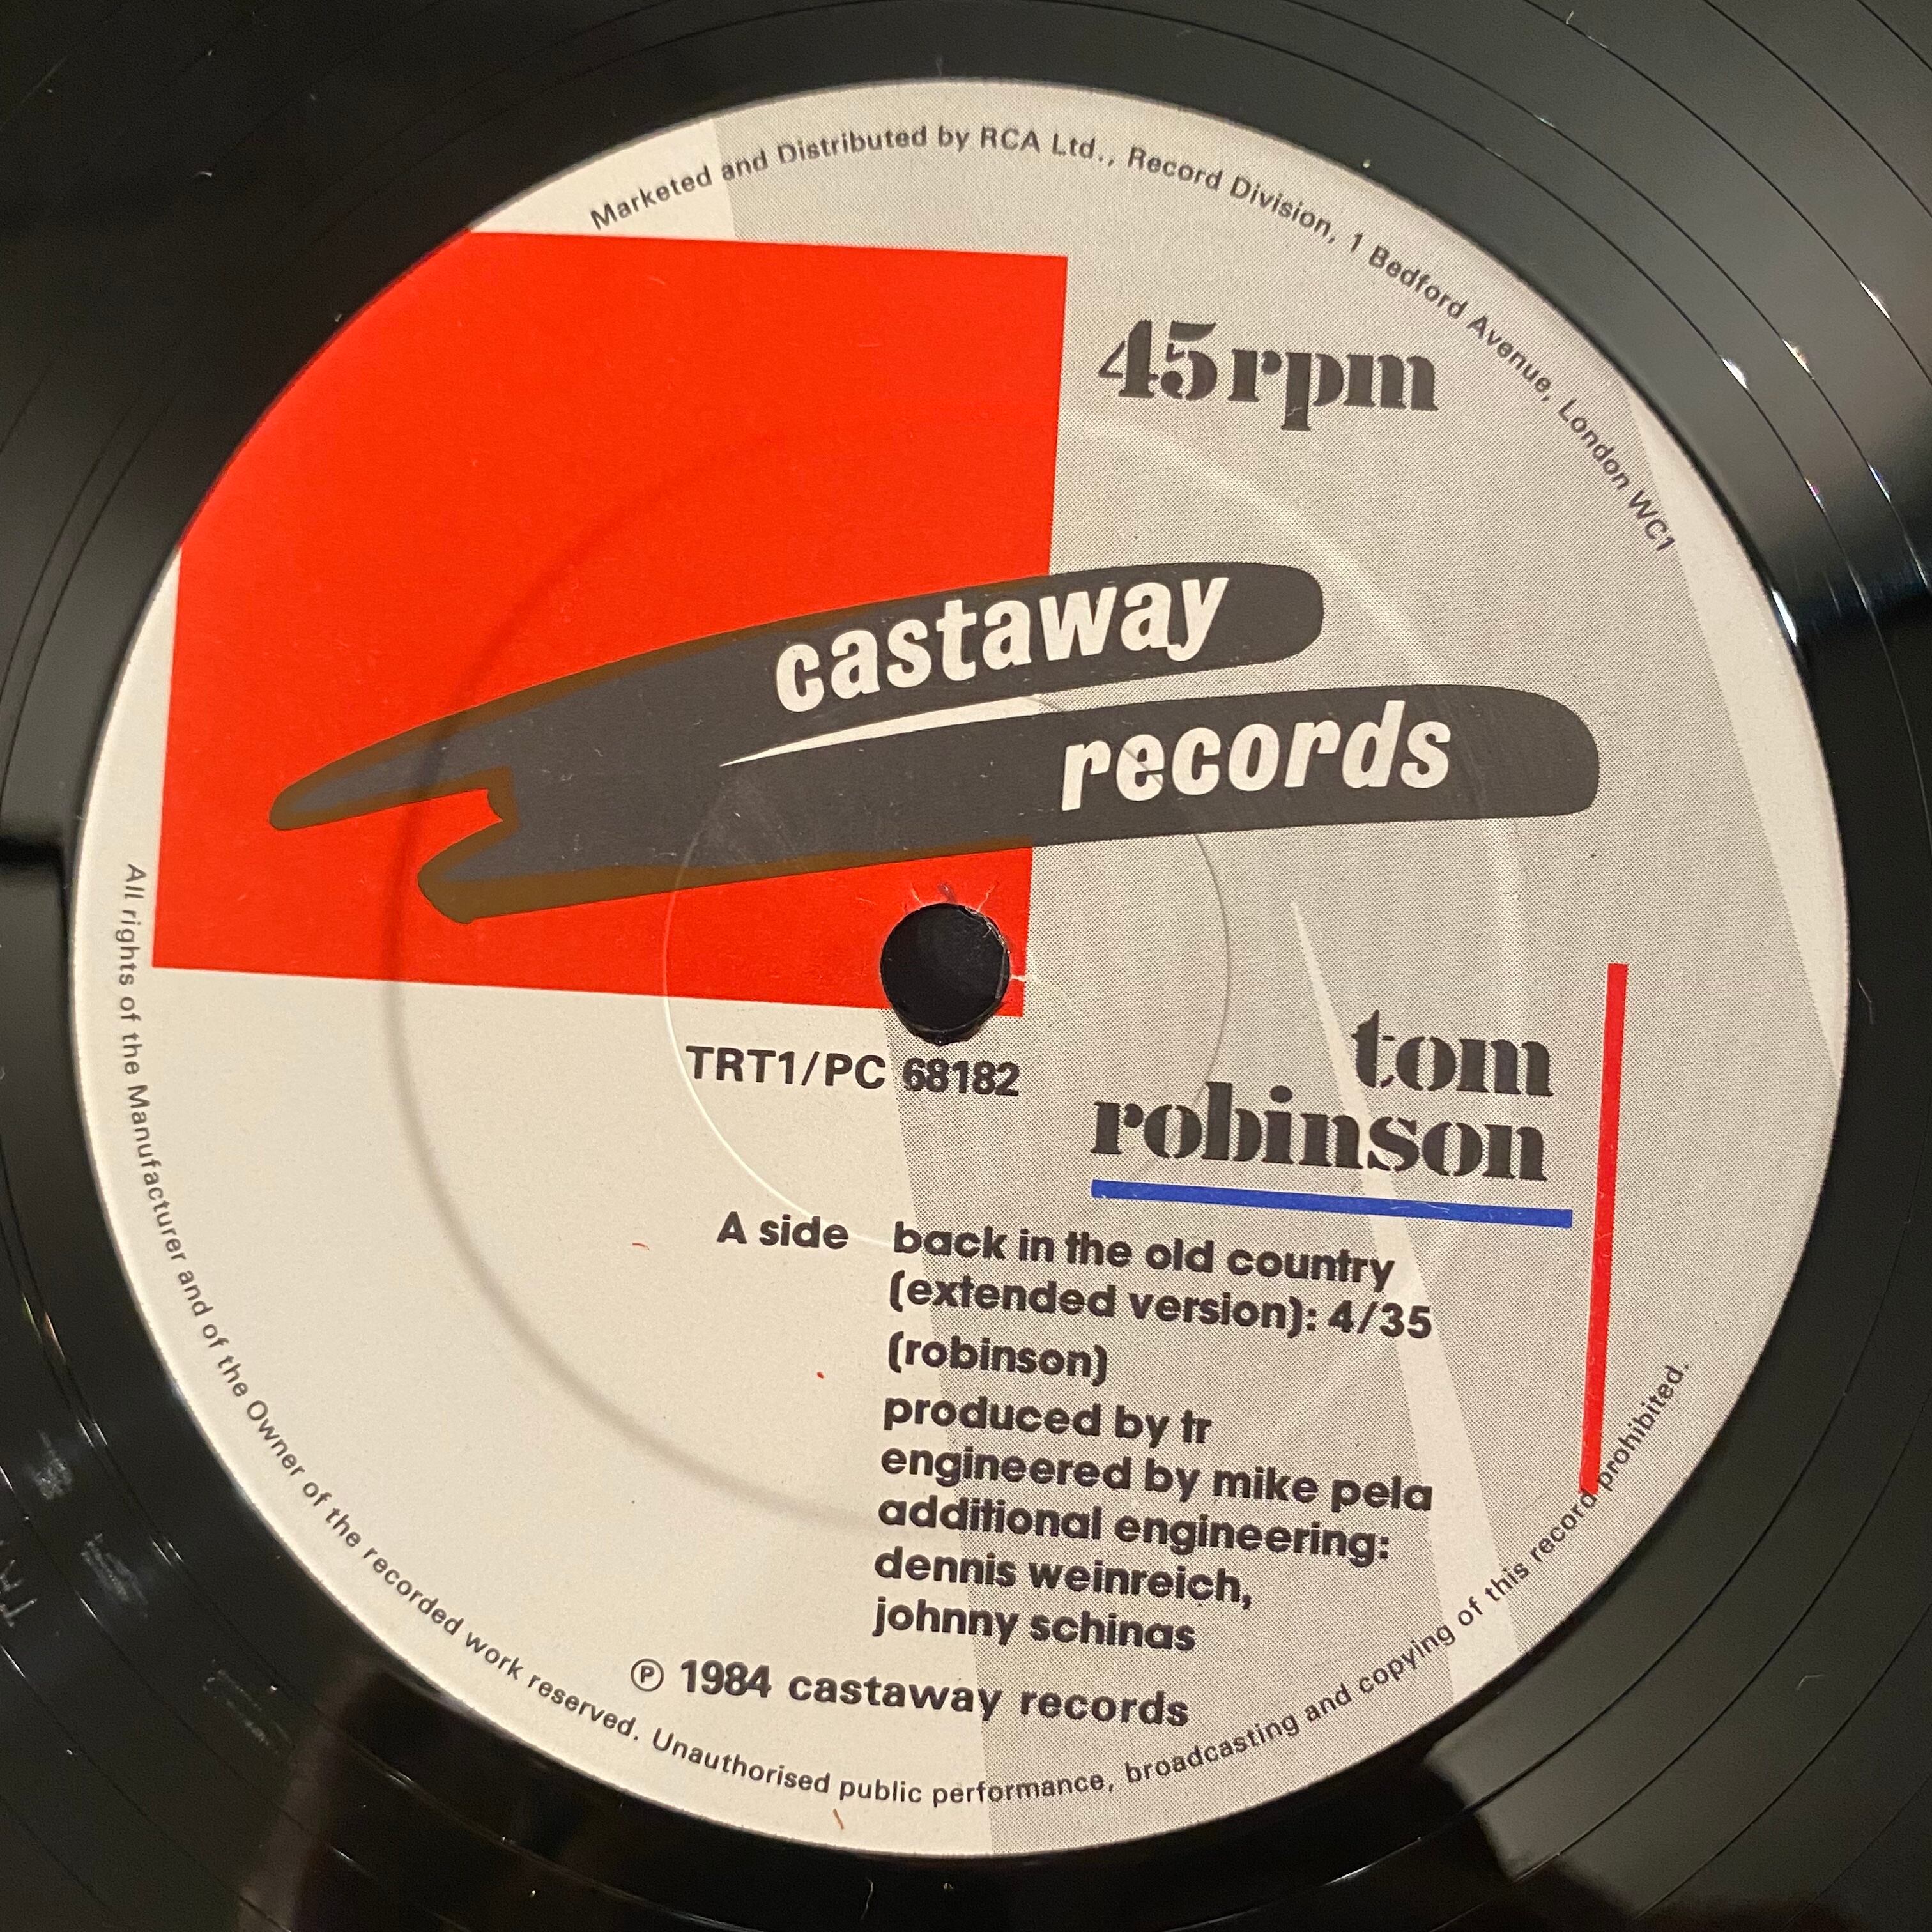 Marketed and Distributed by RCA Ltd., Record Division, 1 Bedford Avenue, London WC1
45rpm
castaway
records
TRT1/PC 68182
tom
robinson
A side back in the old country
(extended version): 4/35
(robinson)
produced by tr
engineered by mike pela
additional engineering:
dennis weinreich,
johnny schinas
℗ 1984 castaway records
All rights of the Manufacturer and of the Owner of the recorded work reserved. Unauthorised public performance, broadcasting and copying of this record prohibited.